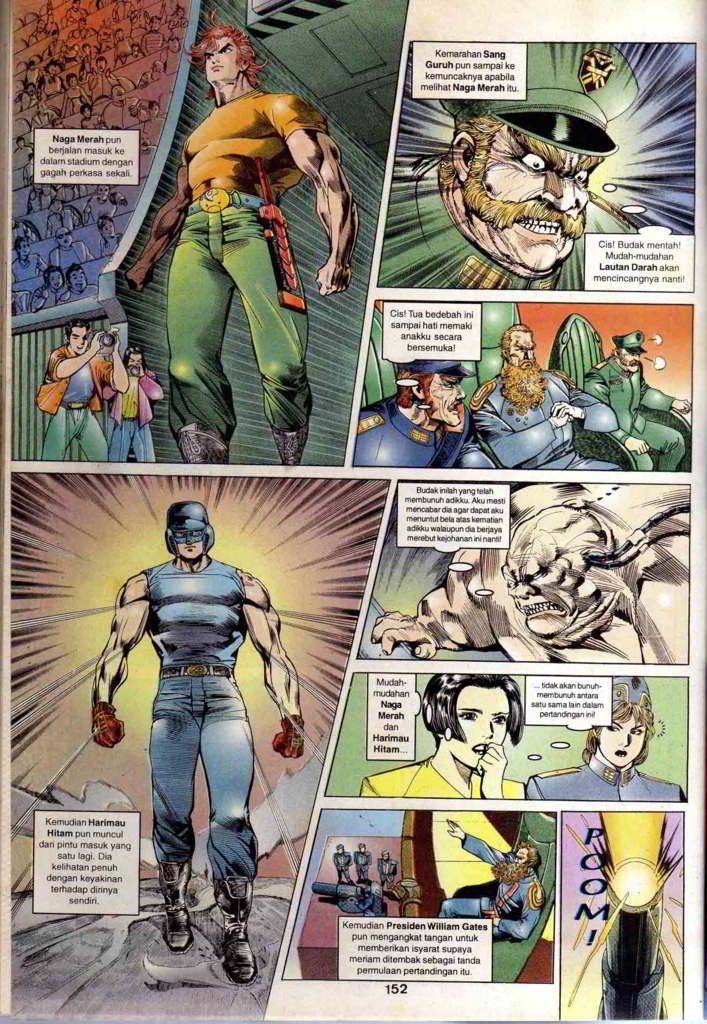 Naga Merah pun
berjalan masuk ke
dalam stadium dengan
gagah perkasa sekali.
Kemarahan Sang
Guruh pun sampai ke
kemuncaknya apabila
melihat Naga Merah itu.
Cis! Budak mentah!
Mudah-mudahan
Lautan Darah akan
mencincangnya nanti!
Cis! Tua bedebah ini
sampai hati memaki
anakku secara
bersemuka!
Budak inilah yang telah
membunuh adikku. Aku mesti
mencabar dia agar dapat aku
menuntut bela atas kematian
adikku walaupun dia berjaya
merebut kejohanan ini nanti!
Mudah-
mudahan
Naga
Merah
dan
Harimau
Hitam...
... tidak akan bunuh-
membunuh antara
satu sama lain dalam
pertandingan ini!
Kemudian Harimau
Hitam pun muncul
dari pintu masuk yang
satu lagi. Dia
kelihatan penuh
dengan keyakinan
terhadap dirinya
sendiri.
Kemudian Presiden William Gates
pun mengangkat tangan untuk
memberikan isyarat supaya
meriam ditembak sebagai tanda
permulaan pertandingan itu.
POOM!
152